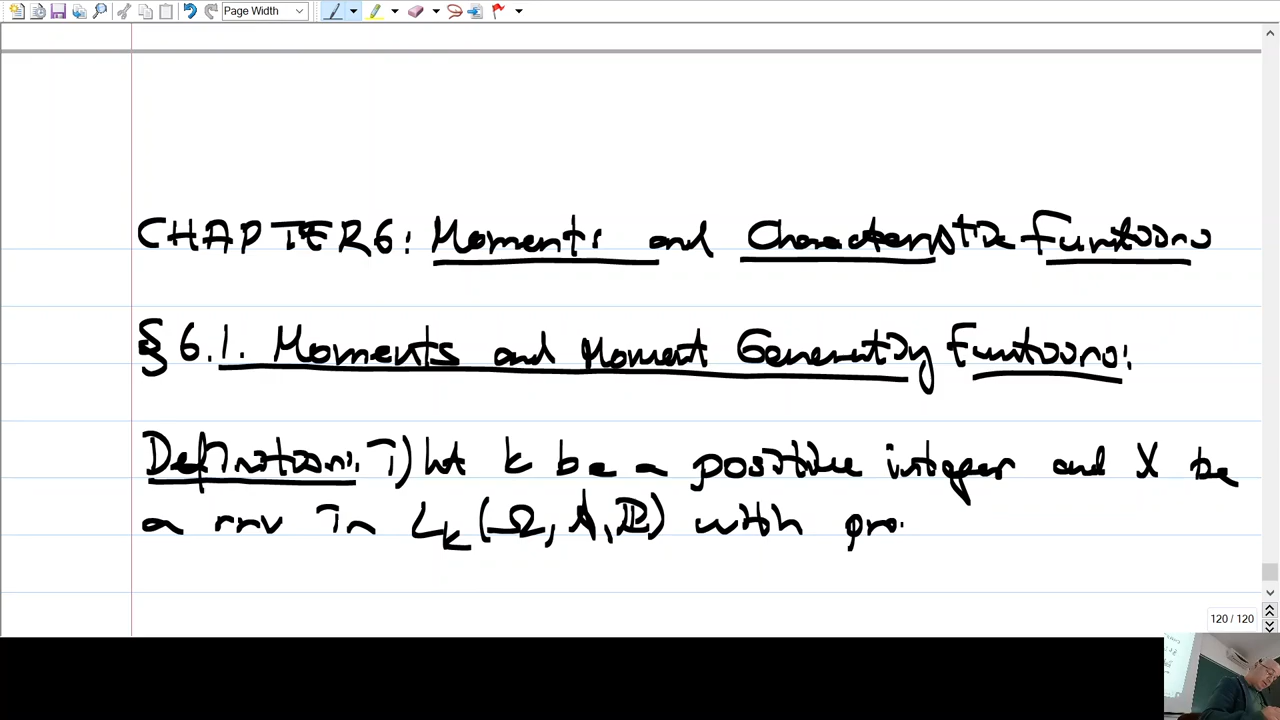 Page Width
CHAPTER 6: Moments and Characteristic Functions
§ 6.1. Moments and Moment Generating Functions:
Definition: i) Let k be a positive integer and X be
a rrv in L_k(Ω, A, P) with pro
120 / 120